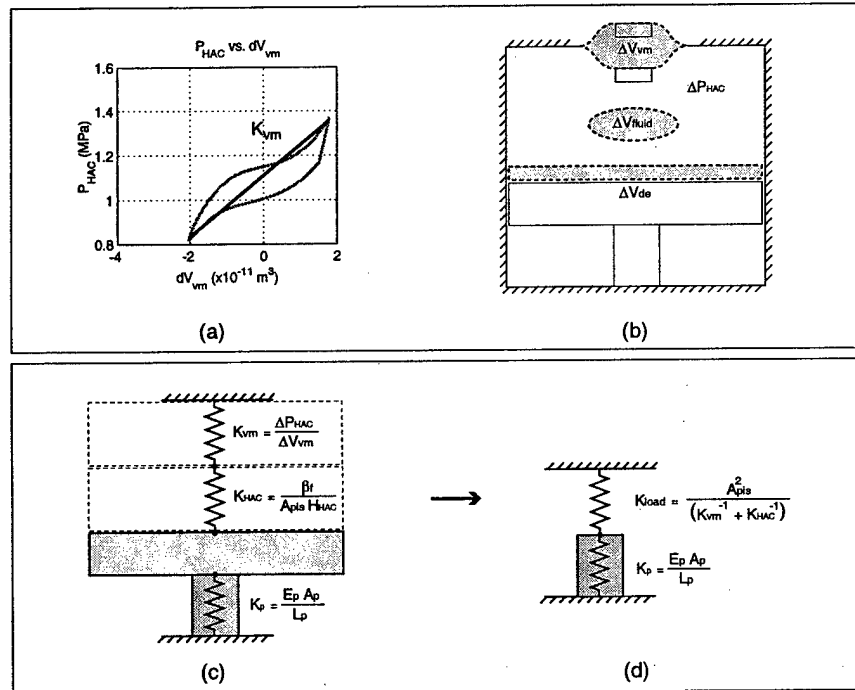 P_HAC vs. dV_vm
1.6
1.4
1.2
1
0.8
-4
-2
0
2
P_HAC (MPa)
K_vm
dV_vm (x10^-11 m^3)
(a)
ΔV_vm
ΔP_HAC
ΔV_fluid
ΔV_de
(b)
K_vm = ΔP_HAC / ΔV_vm
K_HAC = β_f / A_pis H_HAC
K_p = E_p A_p / L_p
(c)
K_load = A_pis^2 / (K_vm^-1 + K_HAC^-1)
K_p = E_p A_p / L_p
(d)